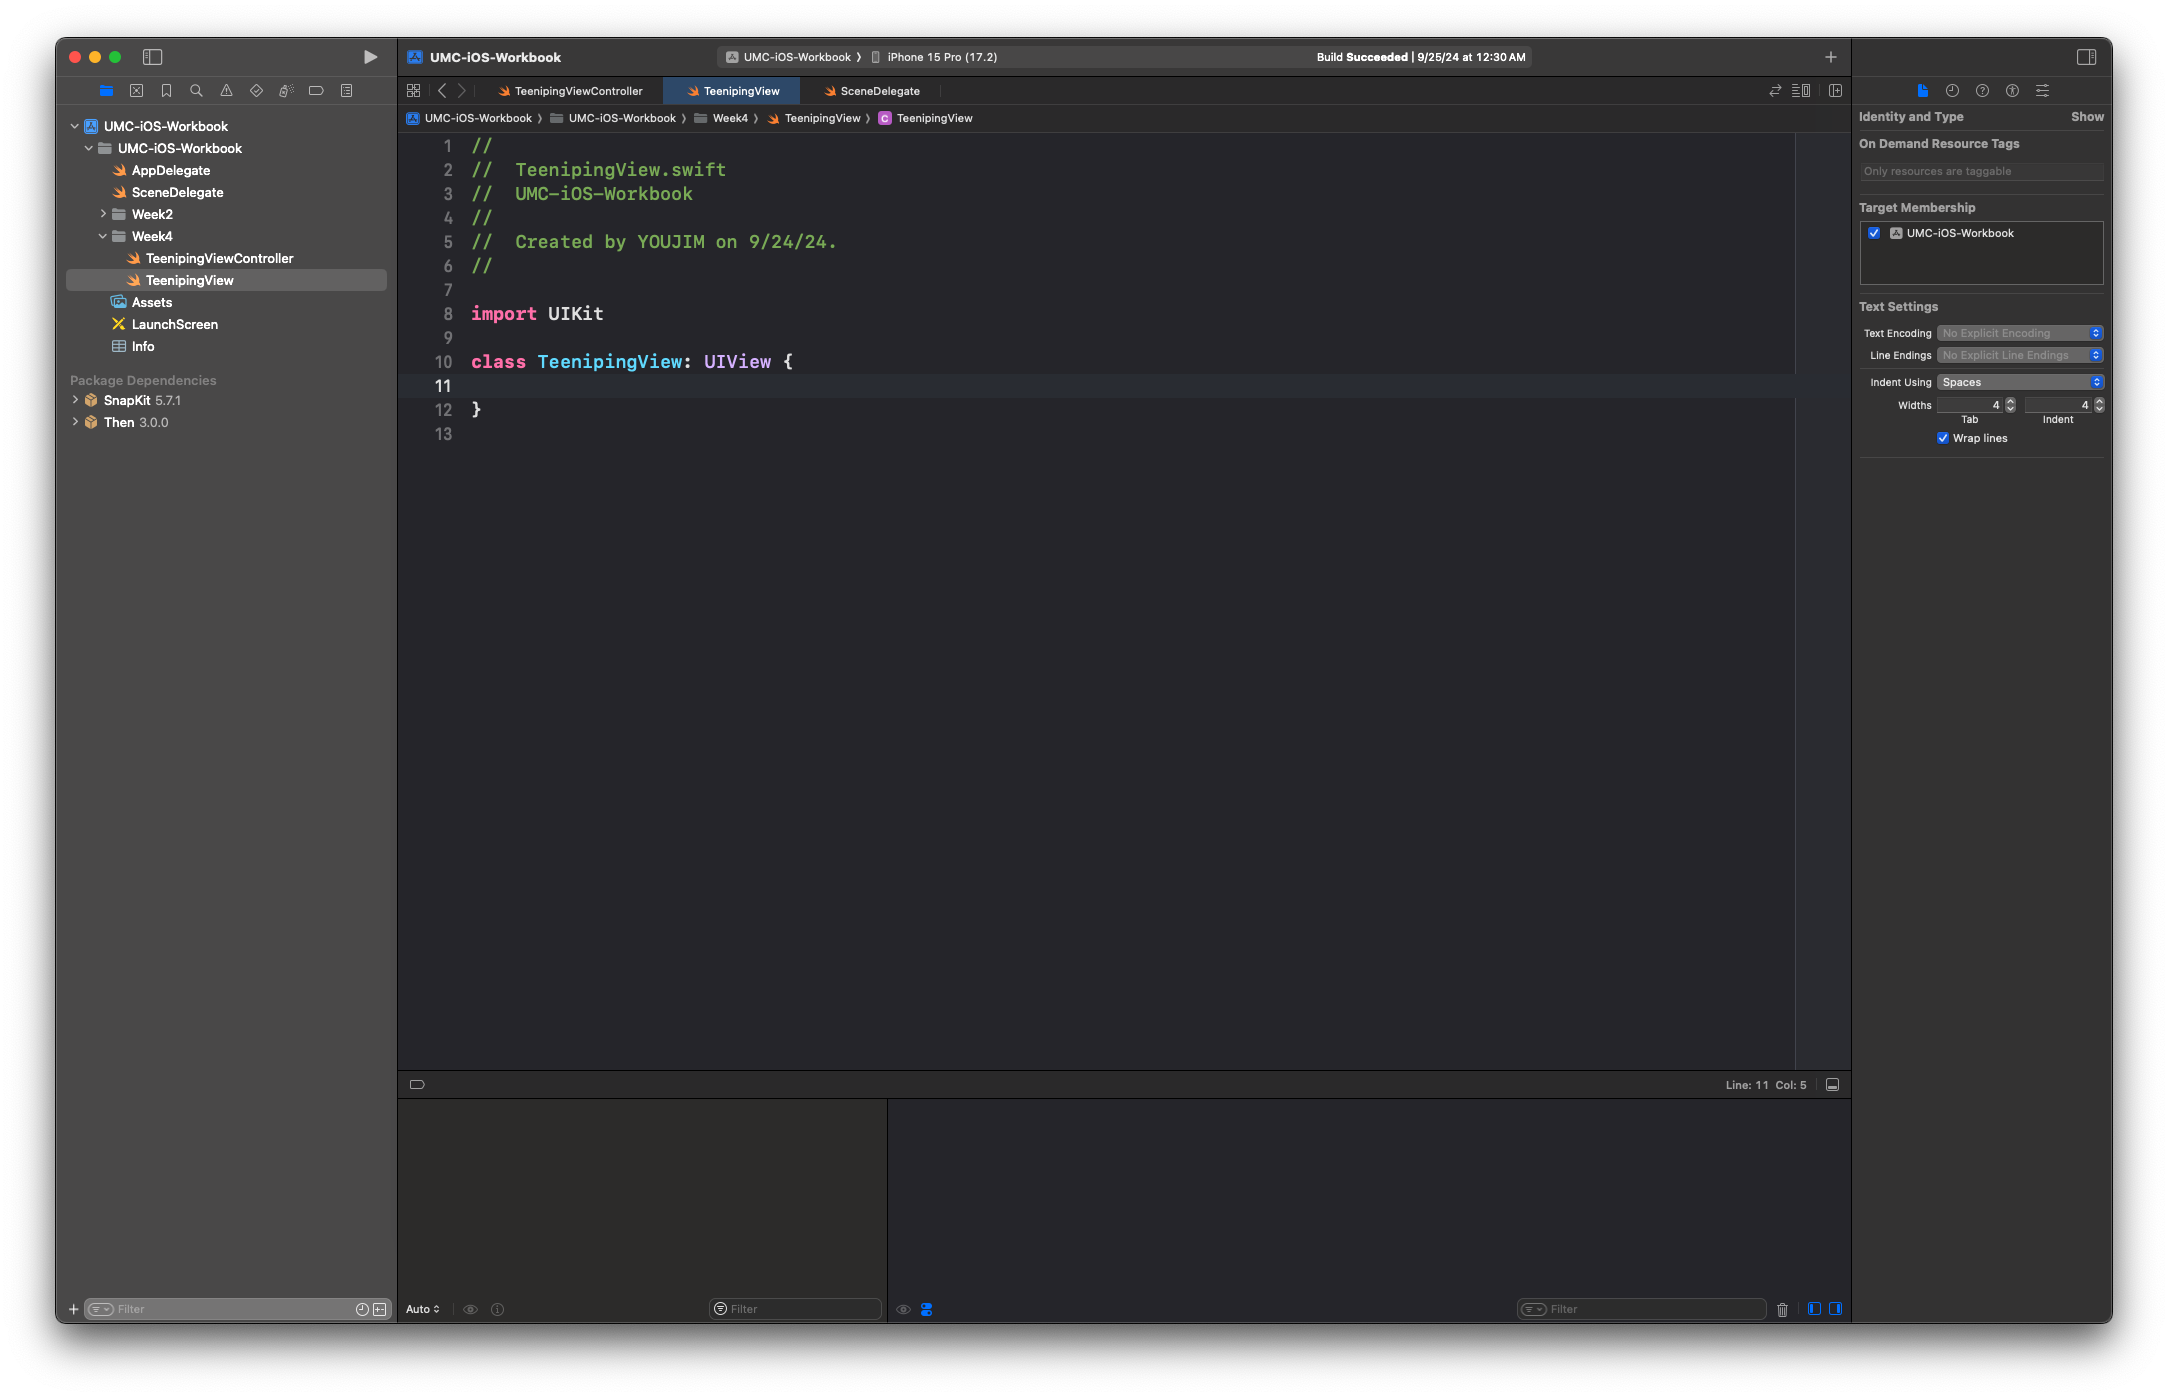 UMC-iOS-Workbook
UMC-iOS-Workbook 〉 iPhone 15 Pro (17.2)
Build Succeeded | 9/25/24 at 12:30 AM
TeenipingViewController
TeenipingView
SceneDelegate
UMC-iOS-Workbook 〉 UMC-iOS-Workbook 〉 Week4 〉 TeenipingView 〉 C TeenipingView
UMC-iOS-Workbook
UMC-iOS-Workbook
AppDelegate
SceneDelegate
Week2
Week4
TeenipingViewController
TeenipingView
Assets
LaunchScreen
Info
Package Dependencies
SnapKit 5.7.1
Then 3.0.0
Filter
1 //
2 //  TeenipingView.swift
3 //  UMC-iOS-Workbook
4 //
5 //  Created by YOUJIM on 9/24/24.
6 //
7
8 import UIKit
9
10 class TeenipingView: UIView {
11
12 }
13
Line: 11 Col: 5
Auto
Filter
Filter
Identity and Type Show
On Demand Resource Tags
Only resources are taggable
Target Membership
UMC-iOS-Workbook
Text Settings
Text Encoding No Explicit Encoding
Line Endings No Explicit Line Endings
Indent Using Spaces
Widths 4 4
Tab Indent
Wrap lines